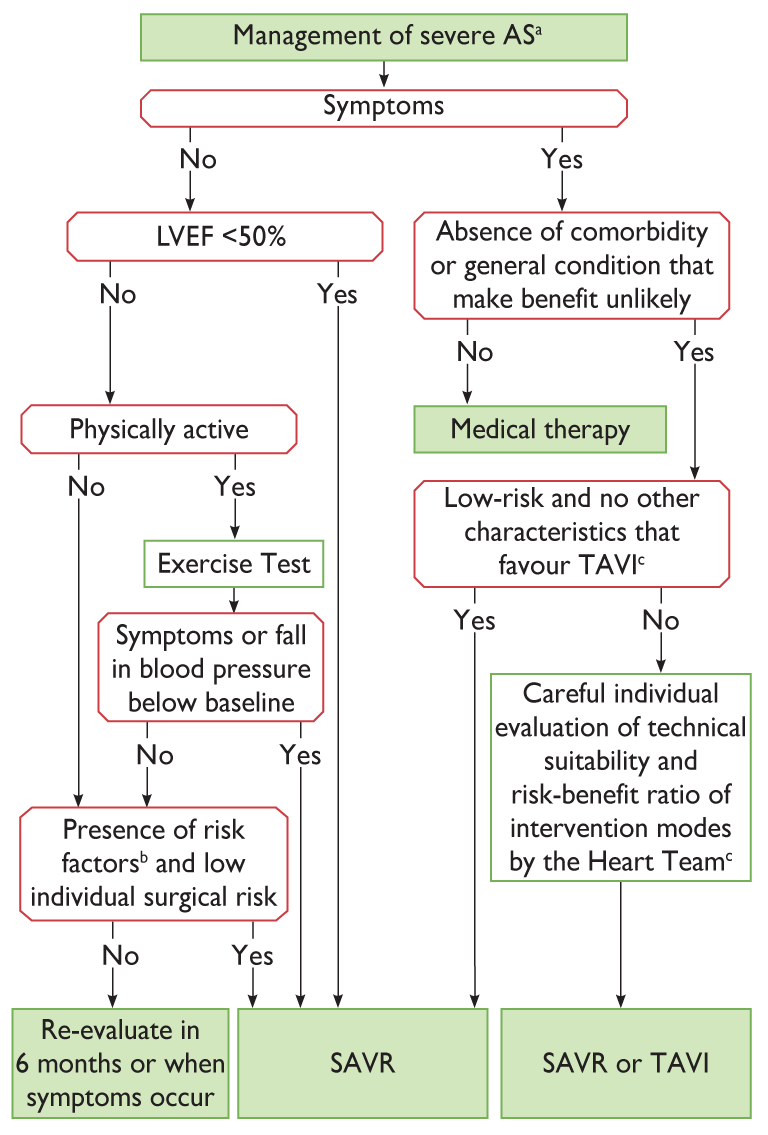 Management of severe ASᵃ
Symptoms
No
Yes
LVEF <50%
Absence of comorbidity
or general condition that
make benefit unlikely
No
Yes
No
Yes
Physically active
Medical therapy
No
Yes
Low-risk and no other
characteristics that
favour TAVIᶜ
Exercise Test
Yes
No
Symptoms or fall
in blood pressure
below baseline
Careful individual
evaluation of technical
suitability and
risk-benefit ratio of
intervention modes
by the Heart Teamᶜ
No
Yes
Presence of risk
factorsᵇ and low
individual surgical risk
No
Yes
Re-evaluate in
6 months or when
symptoms occur
SAVR
SAVR or TAVI